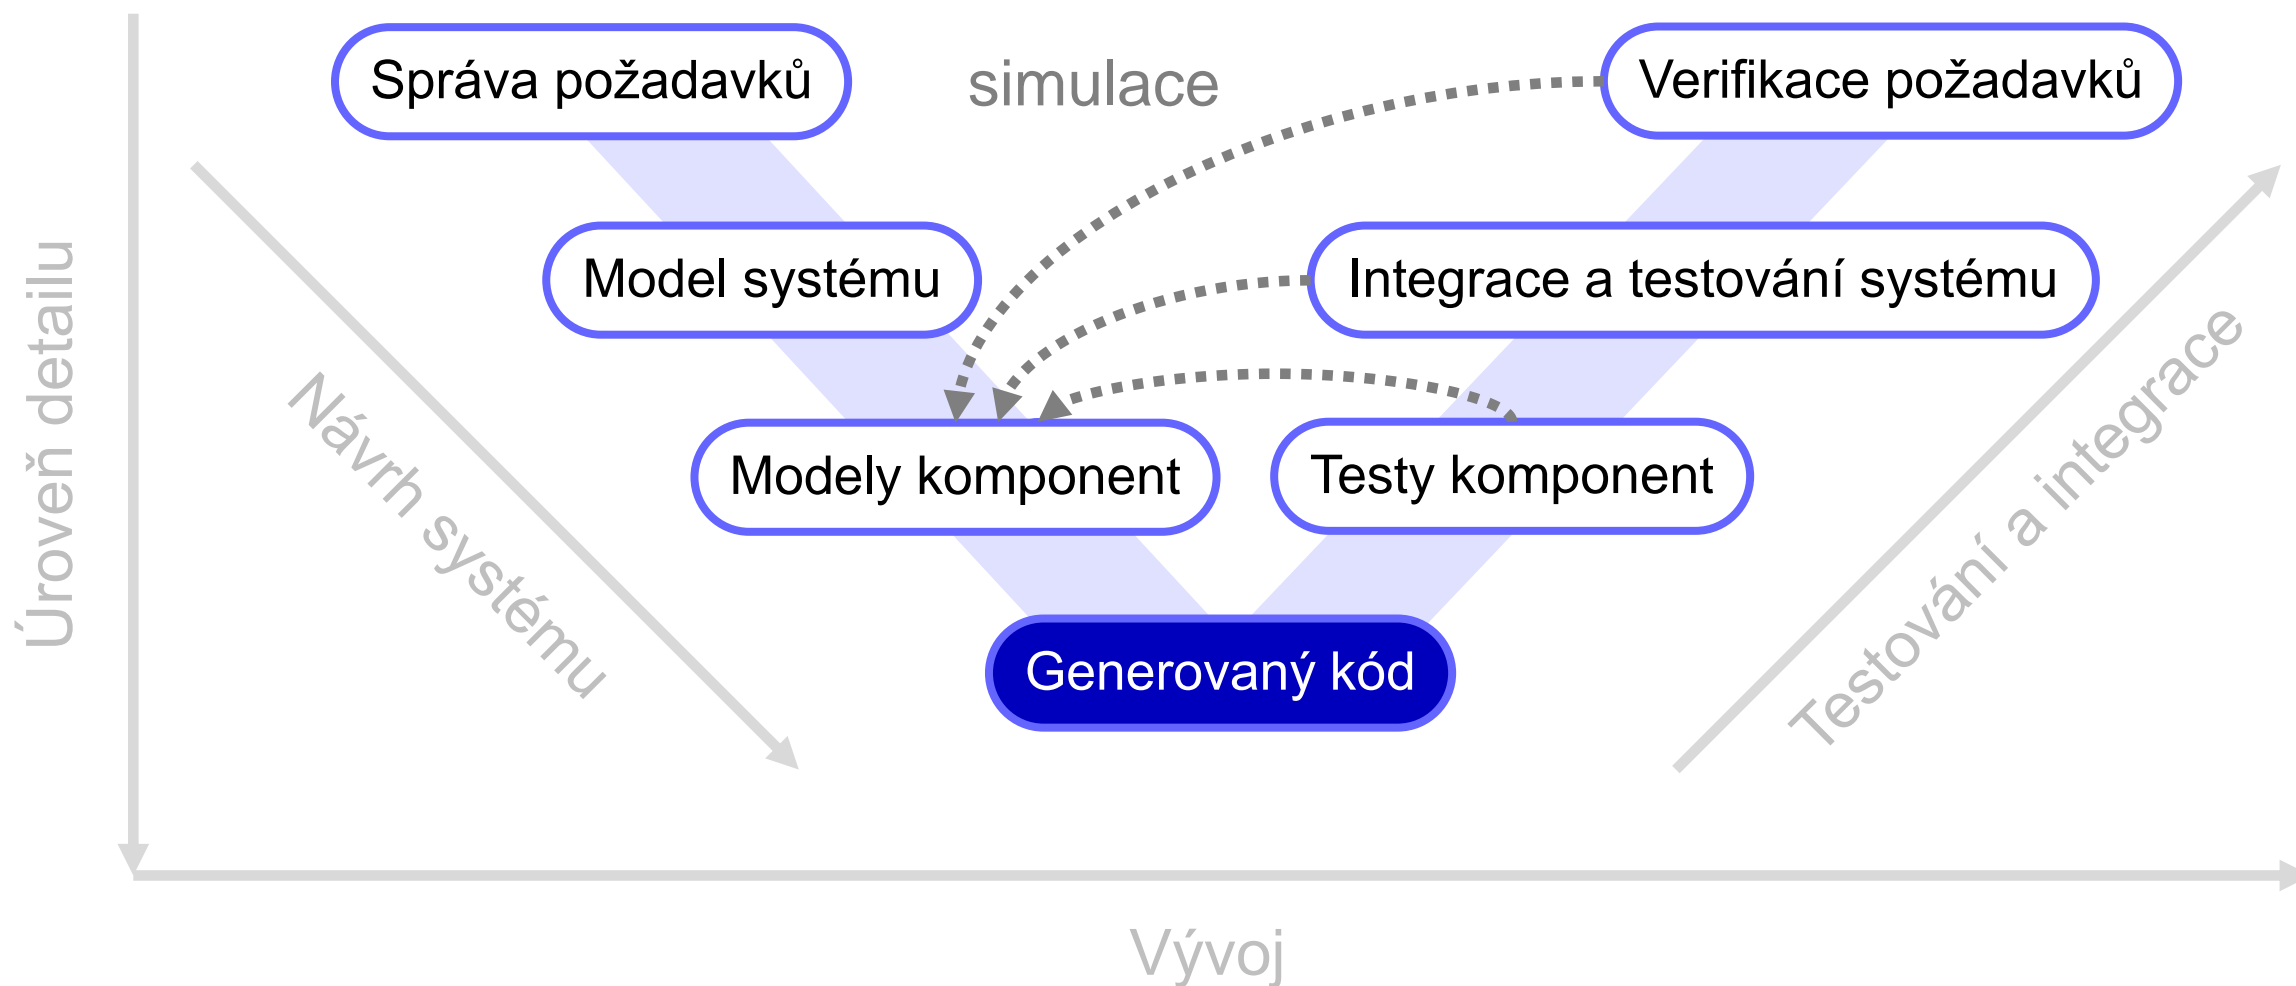 Správa požadavků
simulace
Verifikace požadavků
Model systému
Integrace a testování systému
Úroveň detailu
Návrh systému
Modely komponent
Testy komponent
Testování a integrace
Generovaný kód
Vývoj